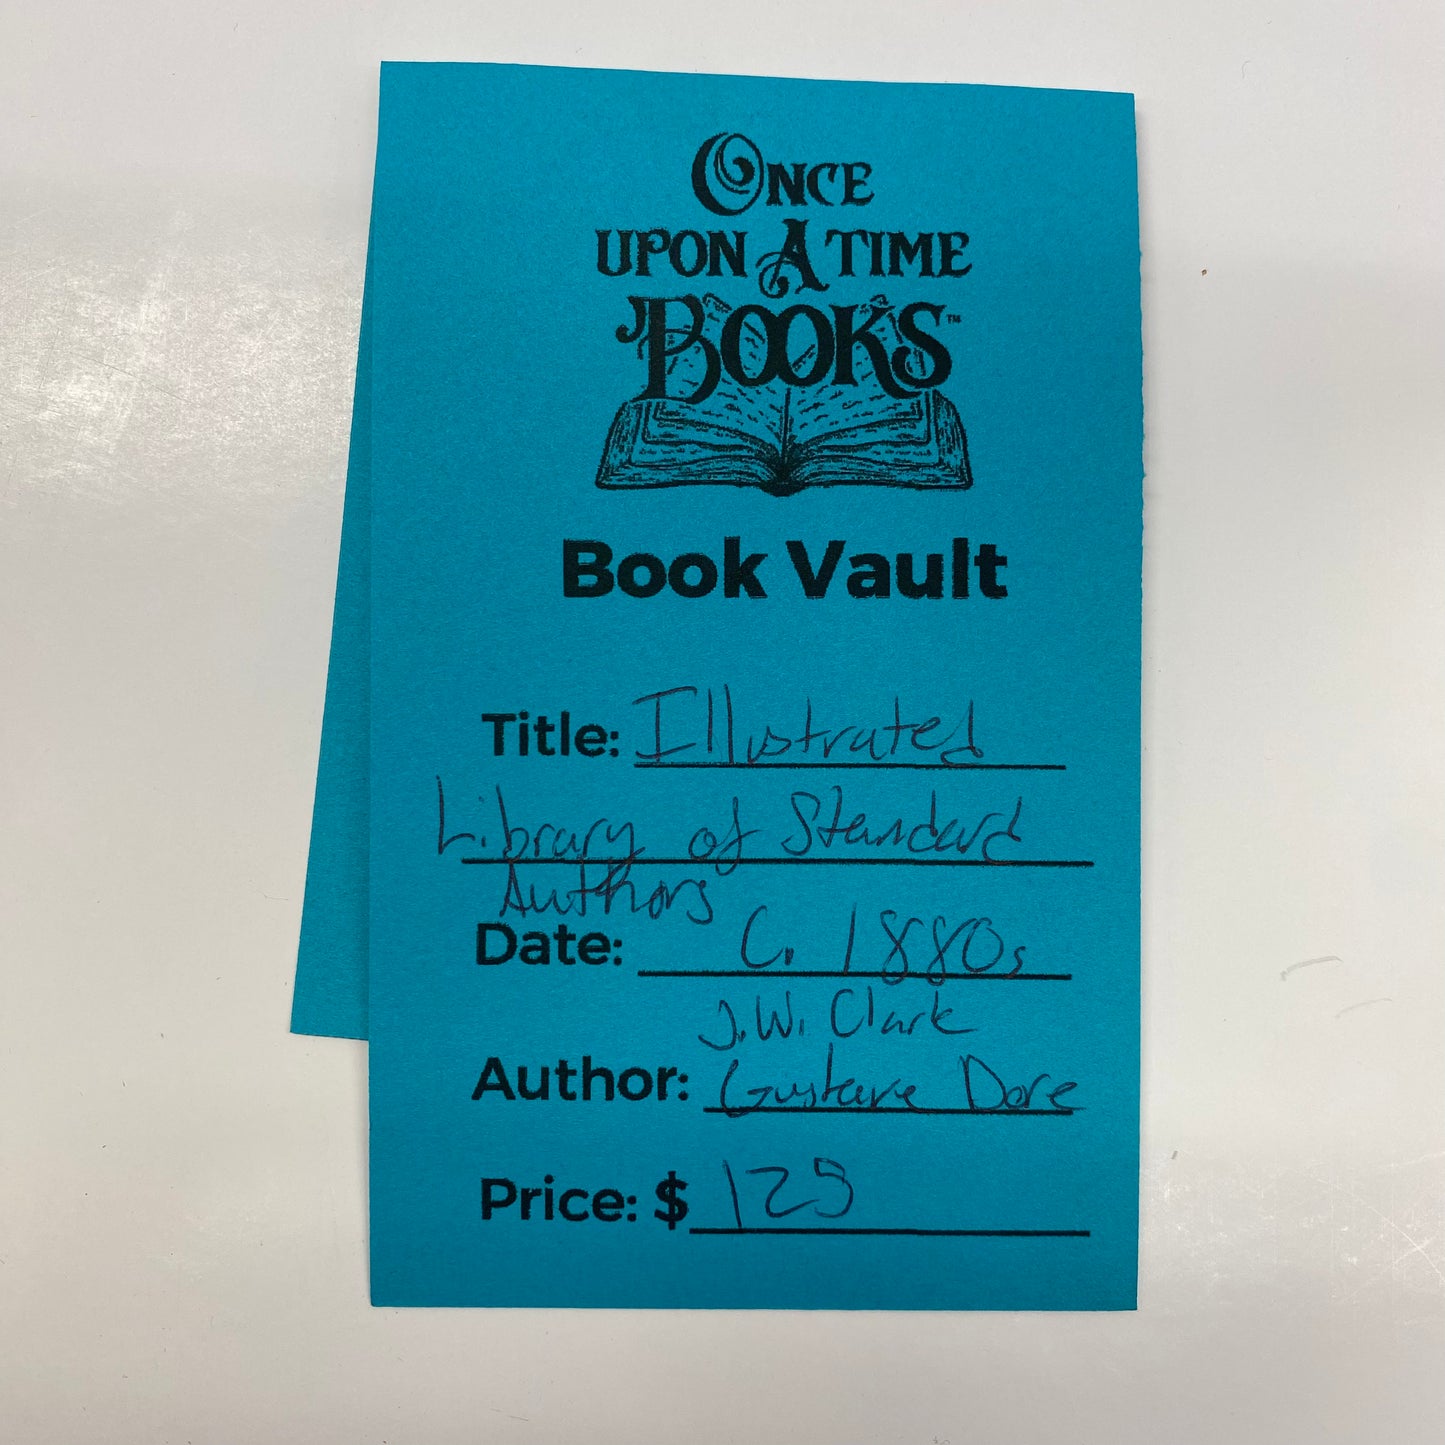 ONCE
UPON A TIME
BOOKS™
Book Vault
Title: Illustrated
Library of Standard
Authors
Date: C. 1880s
J.W. Clark
Author: Gustave Dore
Price: $ 125